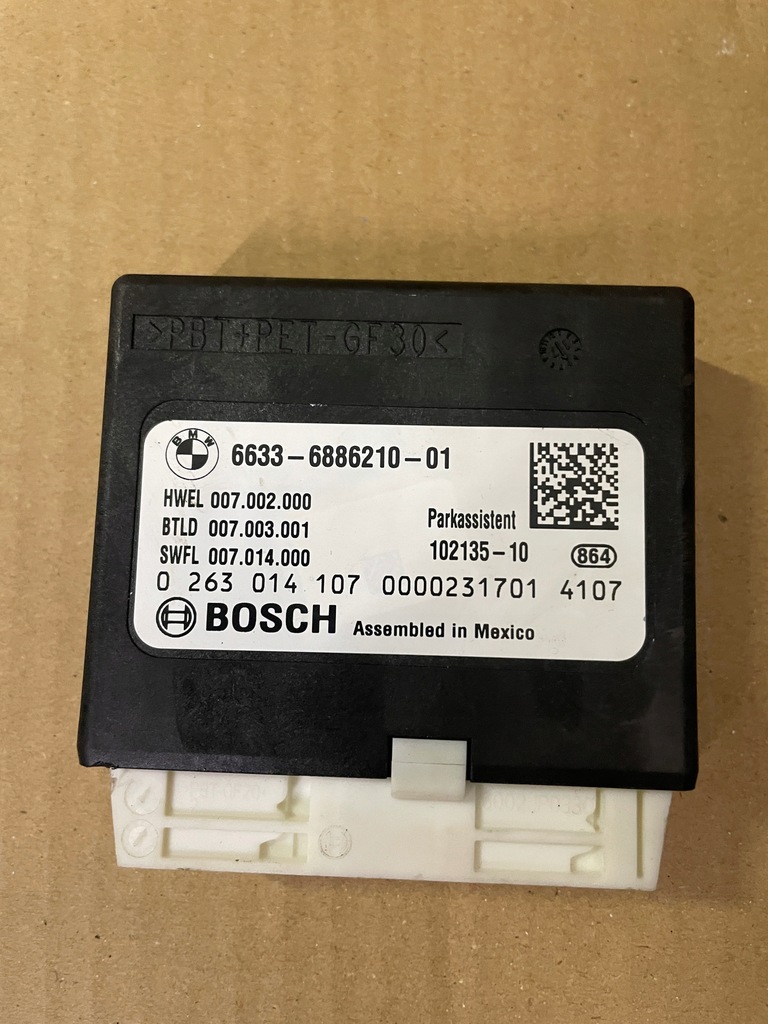 >PBT+PET-GF30<
BMW
6633-6886210-01
HWEL 007.002.000
BTLD 007.003.001
SWFL 007.014.000
Parkassistent
102135-10
864
0 263 014 107 0000231701 4107
BOSCH Assembled in Mexico